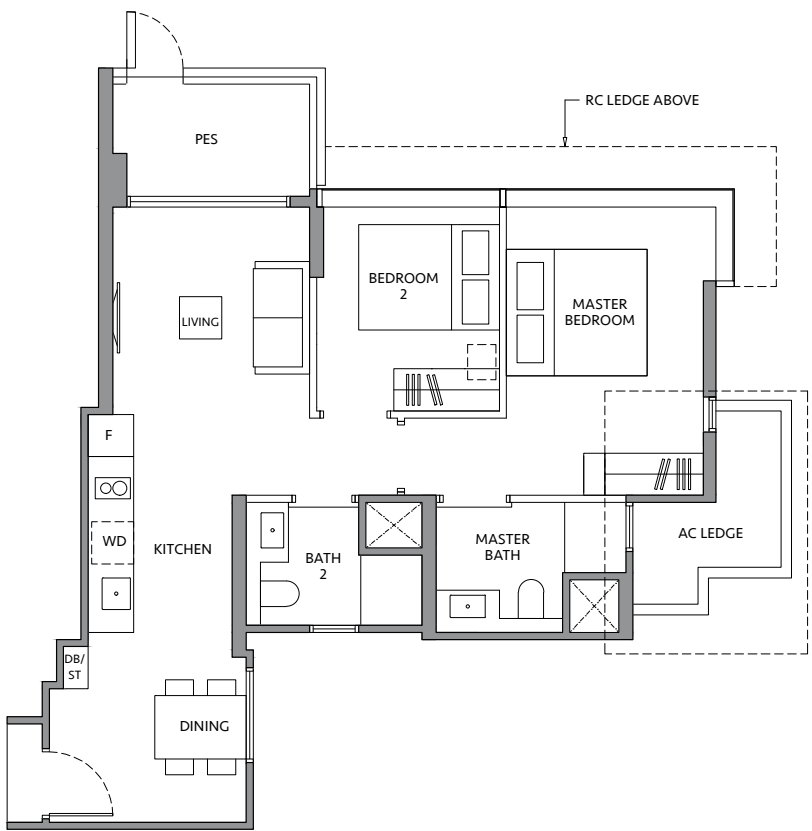 RC LEDGE ABOVE
PES
BEDROOM
2
MASTER
BEDROOM
LIVING
F
WD
KITCHEN
MASTER
BATH
AC LEDGE
BATH
2
DB/
ST
DINING